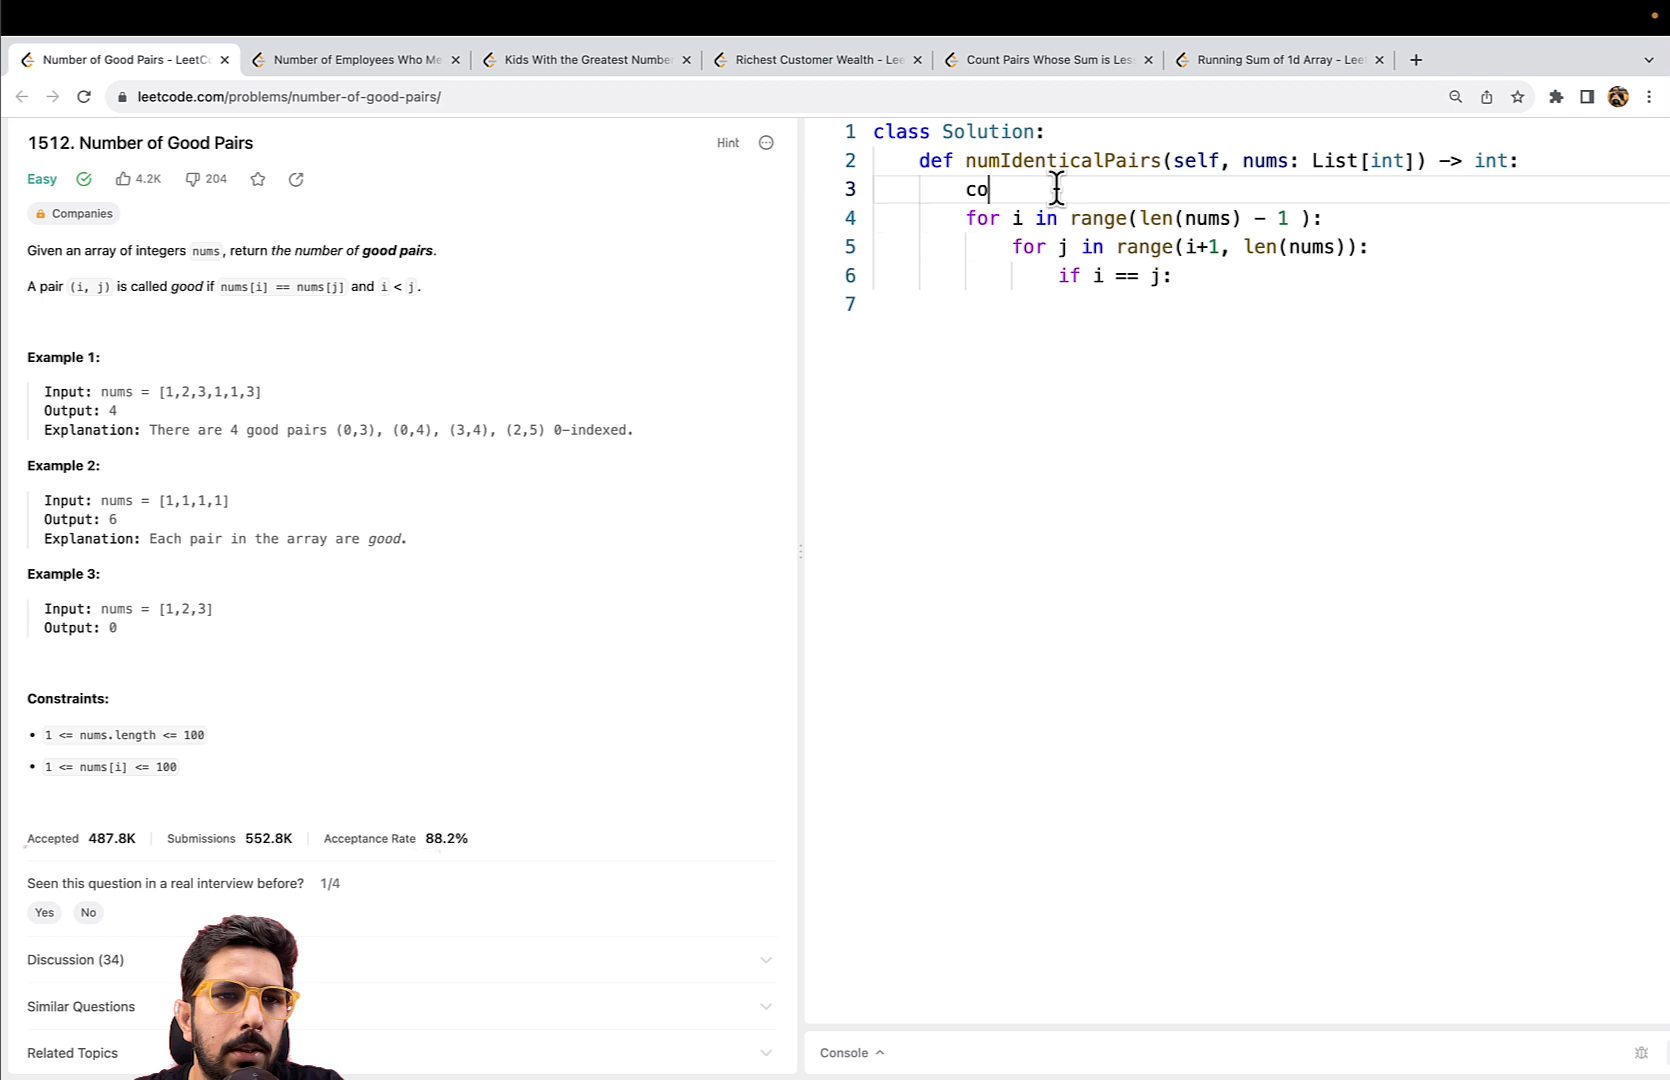 Number of Good Pairs - LeetC
Number of Employees Who Me
Kids With the Greatest Number
Richest Customer Wealth - Lee
Count Pairs Whose Sum is Les
Running Sum of 1d Array - Leet
leetcode.com/problems/number-of-good-pairs/
1512. Number of Good Pairs
Hint
Easy 4.2K 204
Companies
Given an array of integers nums, return the number of good pairs.
A pair (i, j) is called good if nums[i] == nums[j] and i < j.
Example 1:
Input: nums = [1,2,3,1,1,3]
Output: 4
Explanation: There are 4 good pairs (0,3), (0,4), (3,4), (2,5) 0-indexed.
Example 2:
Input: nums = [1,1,1,1]
Output: 6
Explanation: Each pair in the array are good.
Example 3:
Input: nums = [1,2,3]
Output: 0
Constraints:
• 1 <= nums.length <= 100
• 1 <= nums[i] <= 100
Accepted 487.8K Submissions 552.8K Acceptance Rate 88.2%
Seen this question in a real interview before? 1/4
Yes No
Discussion (34)
Similar Questions
Related Topics
1 class Solution:
2 def numIdenticalPairs(self, nums: List[int]) -> int:
3 co
4 for i in range(len(nums) - 1 ):
5 for j in range(i+1, len(nums)):
6 if i == j:
7
Console